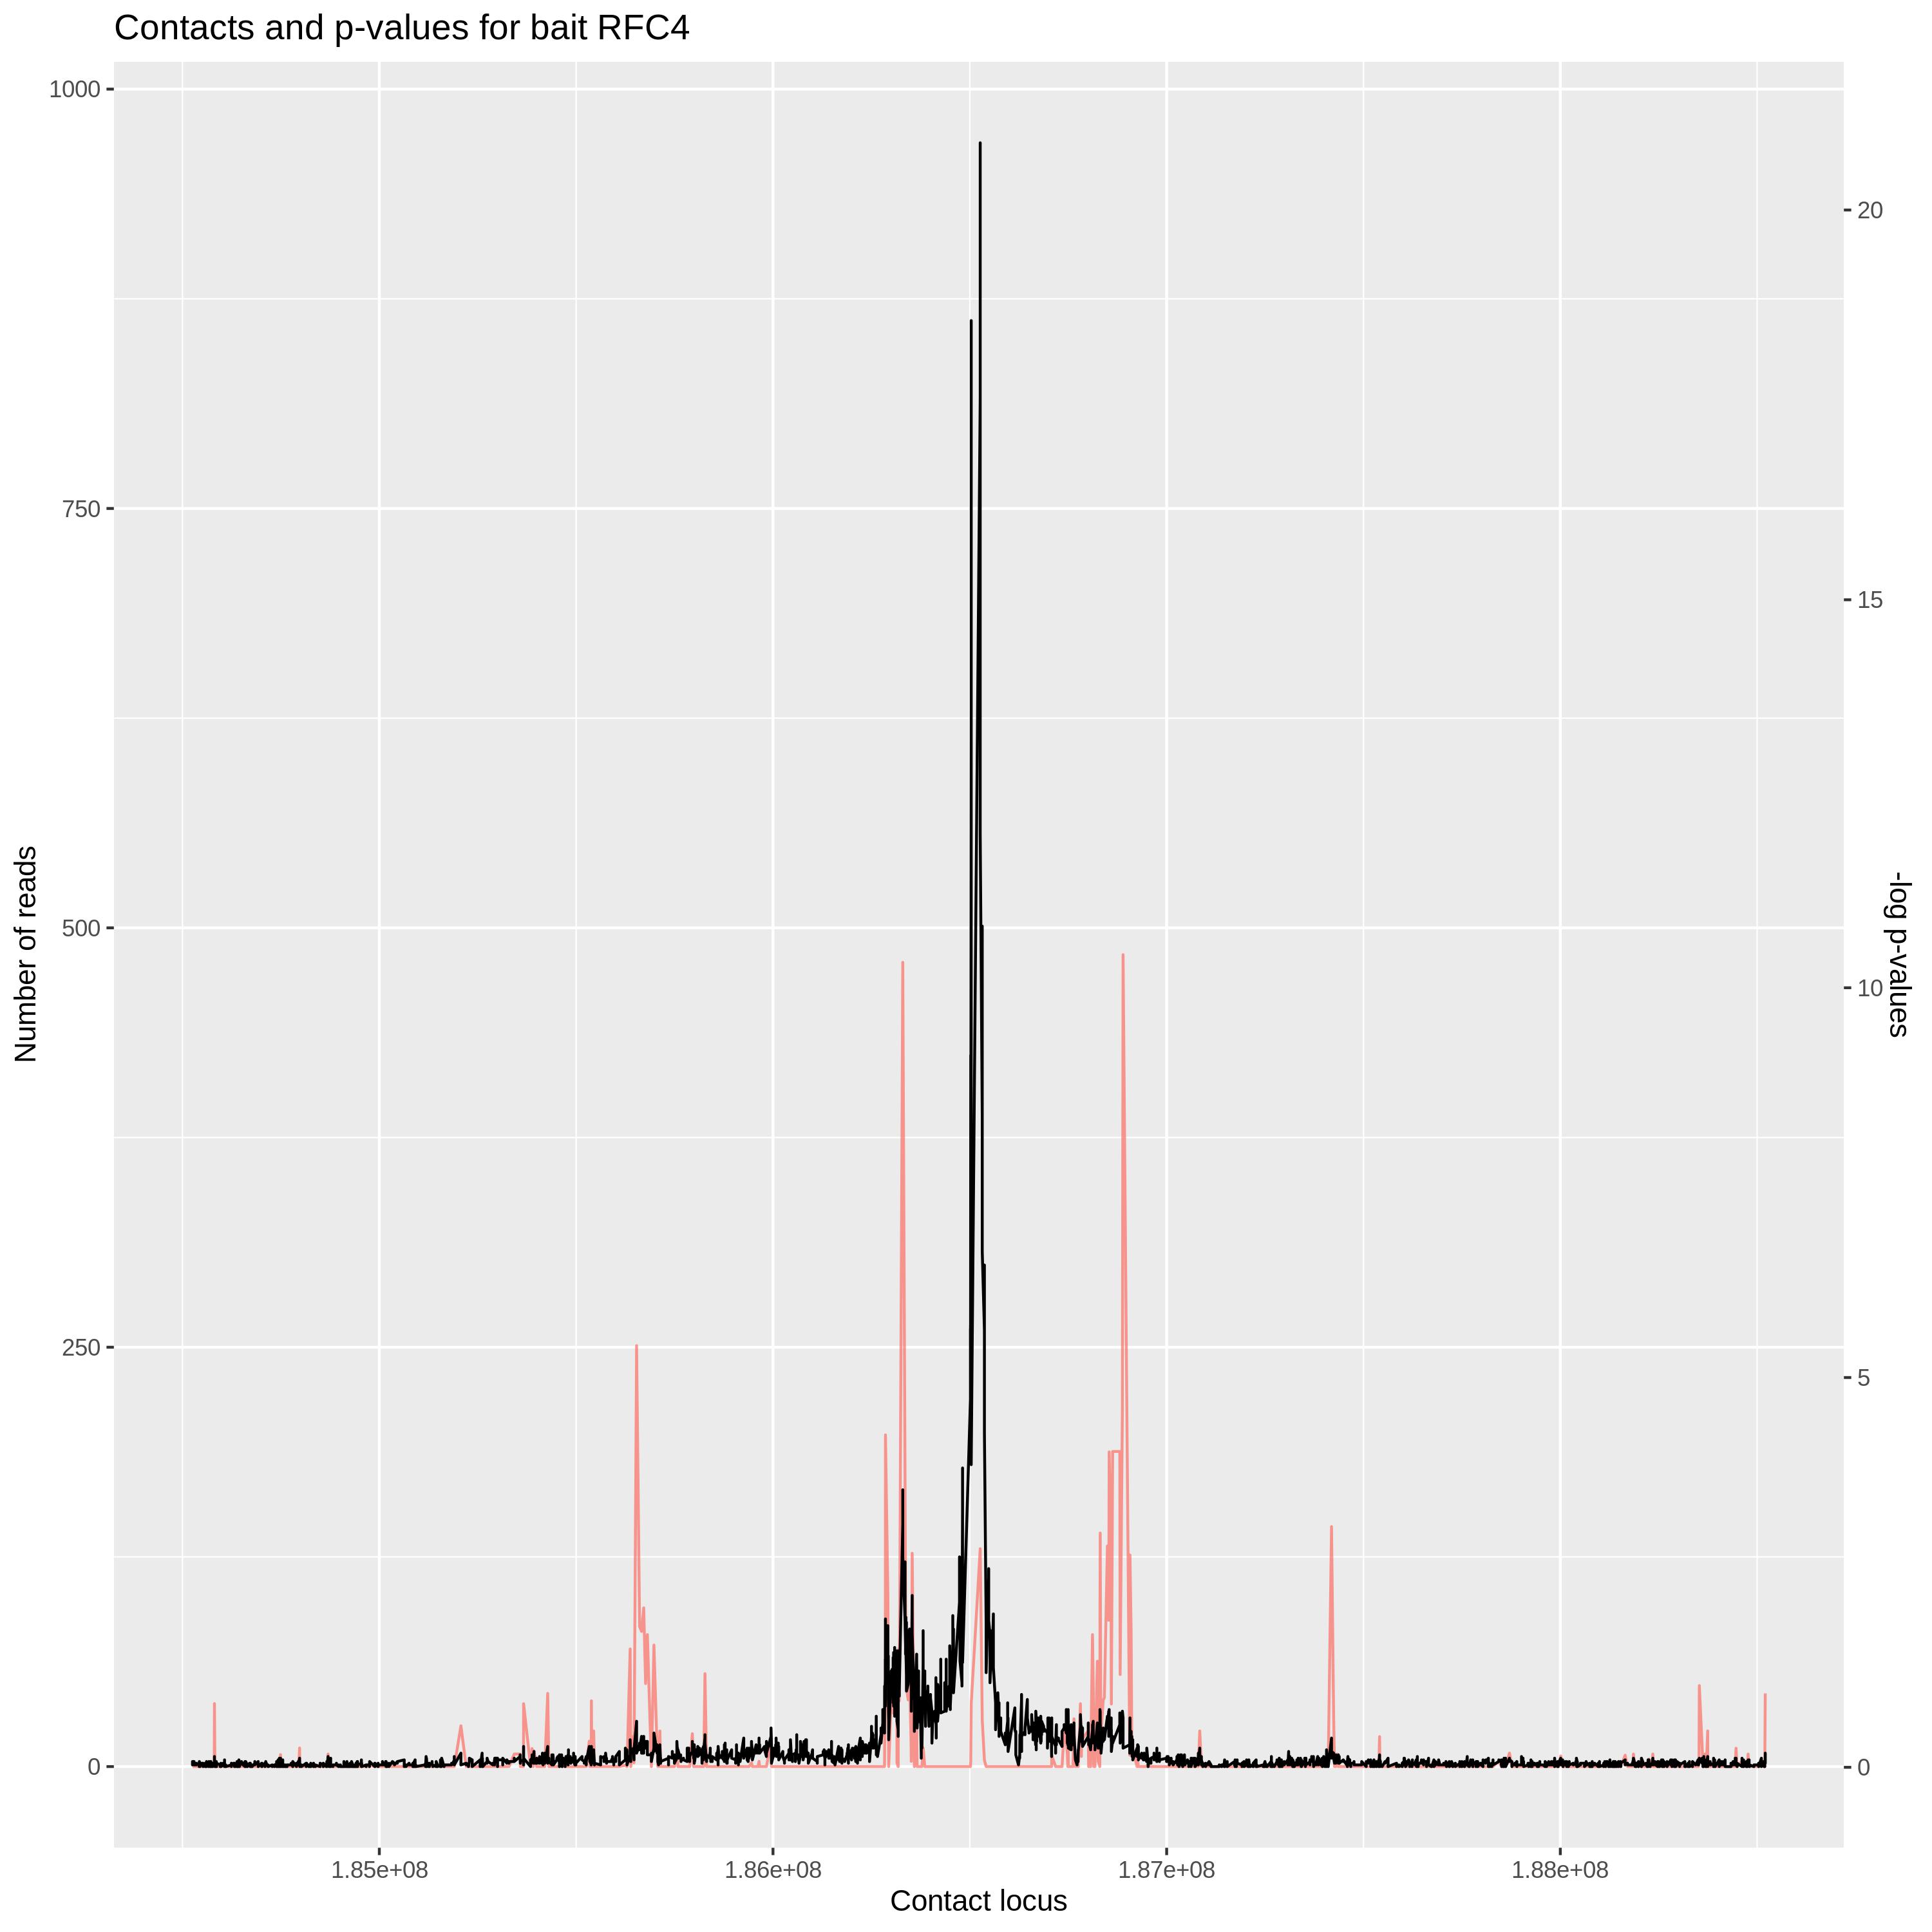 Contacts and p-values for bait RFC4
1000
750
500
250
0
Number of reads
20
15
10
5
0
-log p-values
1.85e+08
1.86e+08
1.87e+08
1.88e+08
Contact locus